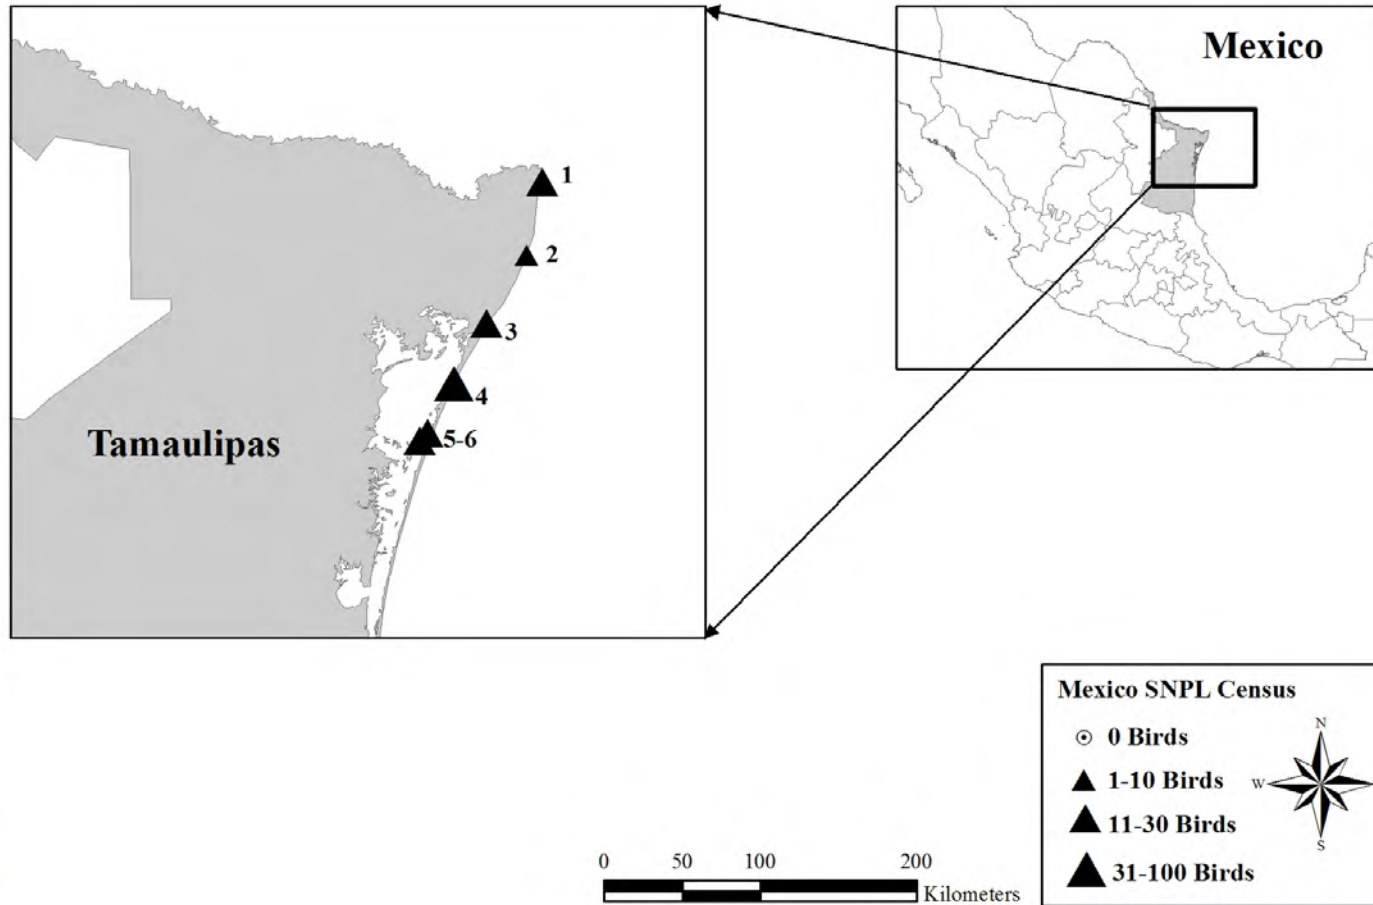 Mexico
1
2
3
4
5-6
Tamaulipas
Mexico SNPL Census
0 Birds
1-10 Birds
11-30 Birds
31-100 Birds
N
W
S
0 50 100 200
Kilometers